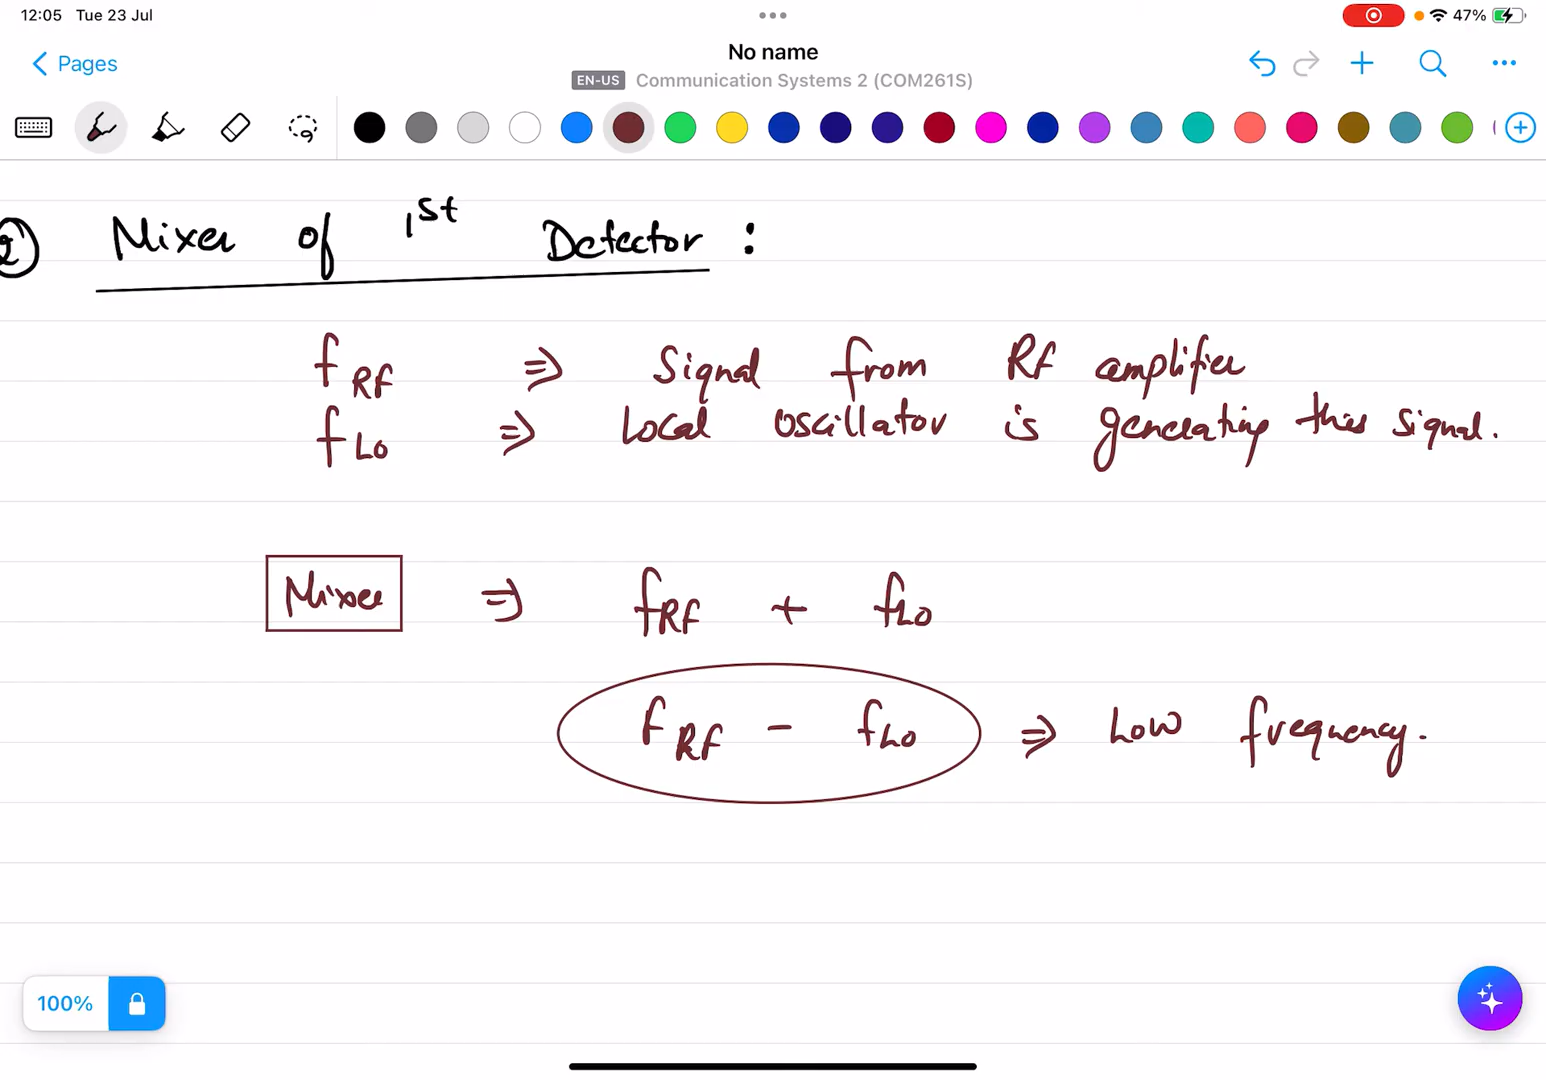 12:05 Tue 23 Jul
47%
Pages
No name
EN-US Communication Systems 2 (COM261S)
2) Mixer of 1st Detector :
fRF ⇒ Signal from RF amplifier
fLO ⇒ Local oscillator is generating this signal.
Mixer ⇒ fRF + fLO
fRF - fLO ⇒ Low frequency.
100%